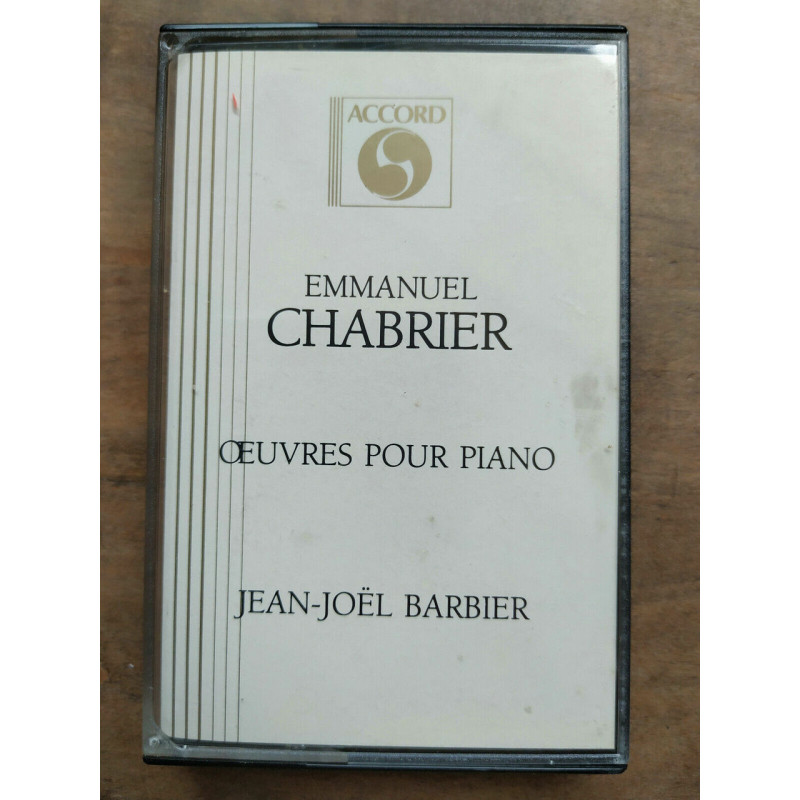 ACCORD
EMMANUEL
CHABRIER
ŒUVRES POUR PIANO
JEAN-JOËL BARBIER